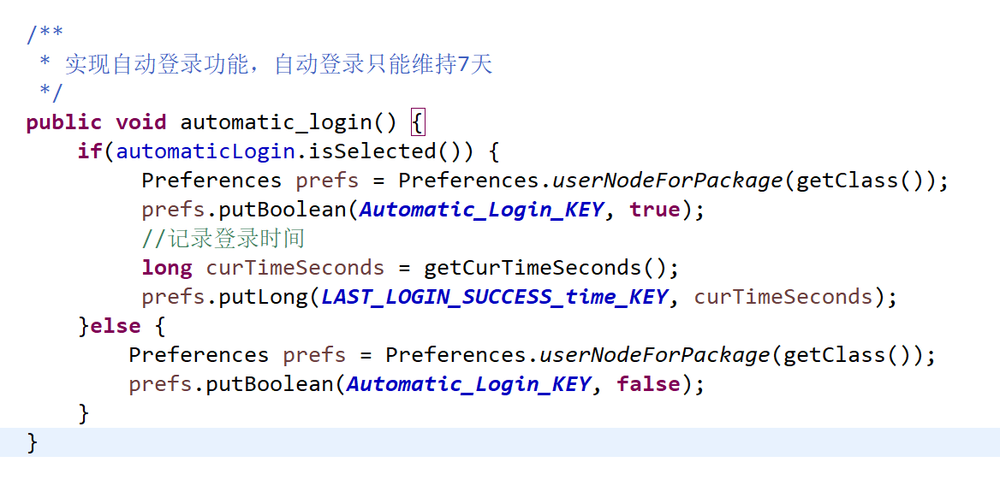 /**
 * 实现自动登录功能，自动登录只能维持7天
 */
public void automatic_login() {
    if(automaticLogin.isSelected()) {
         Preferences prefs = Preferences.userNodeForPackage(getClass());
         prefs.putBoolean(Automatic_Login_KEY, true);
         //记录登录时间
         long curTimeSeconds = getCurTimeSeconds();
         prefs.putLong(LAST_LOGIN_SUCCESS_time_KEY, curTimeSeconds);
    }else {
        Preferences prefs = Preferences.userNodeForPackage(getClass());
        prefs.putBoolean(Automatic_Login_KEY, false);
    }
}